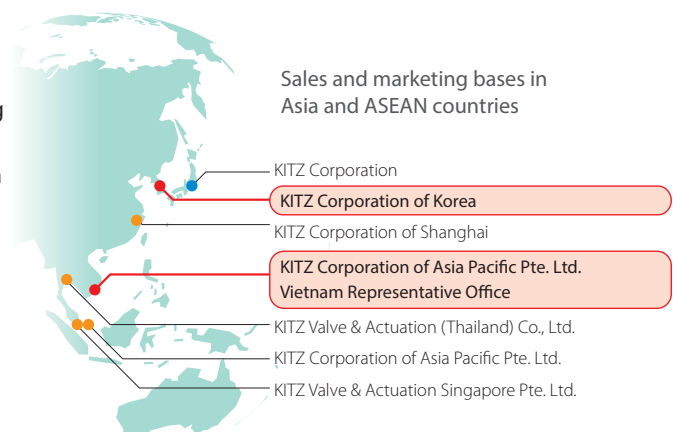 Sales and marketing bases in
Asia and ASEAN countries
KITZ Corporation
KITZ Corporation of Korea
KITZ Corporation of Shanghai
KITZ Corporation of Asia Pacific Pte. Ltd.
Vietnam Representative Office
KITZ Valve & Actuation (Thailand) Co., Ltd.
KITZ Corporation of Asia Pacific Pte. Ltd.
KITZ Valve & Actuation Singapore Pte. Ltd.